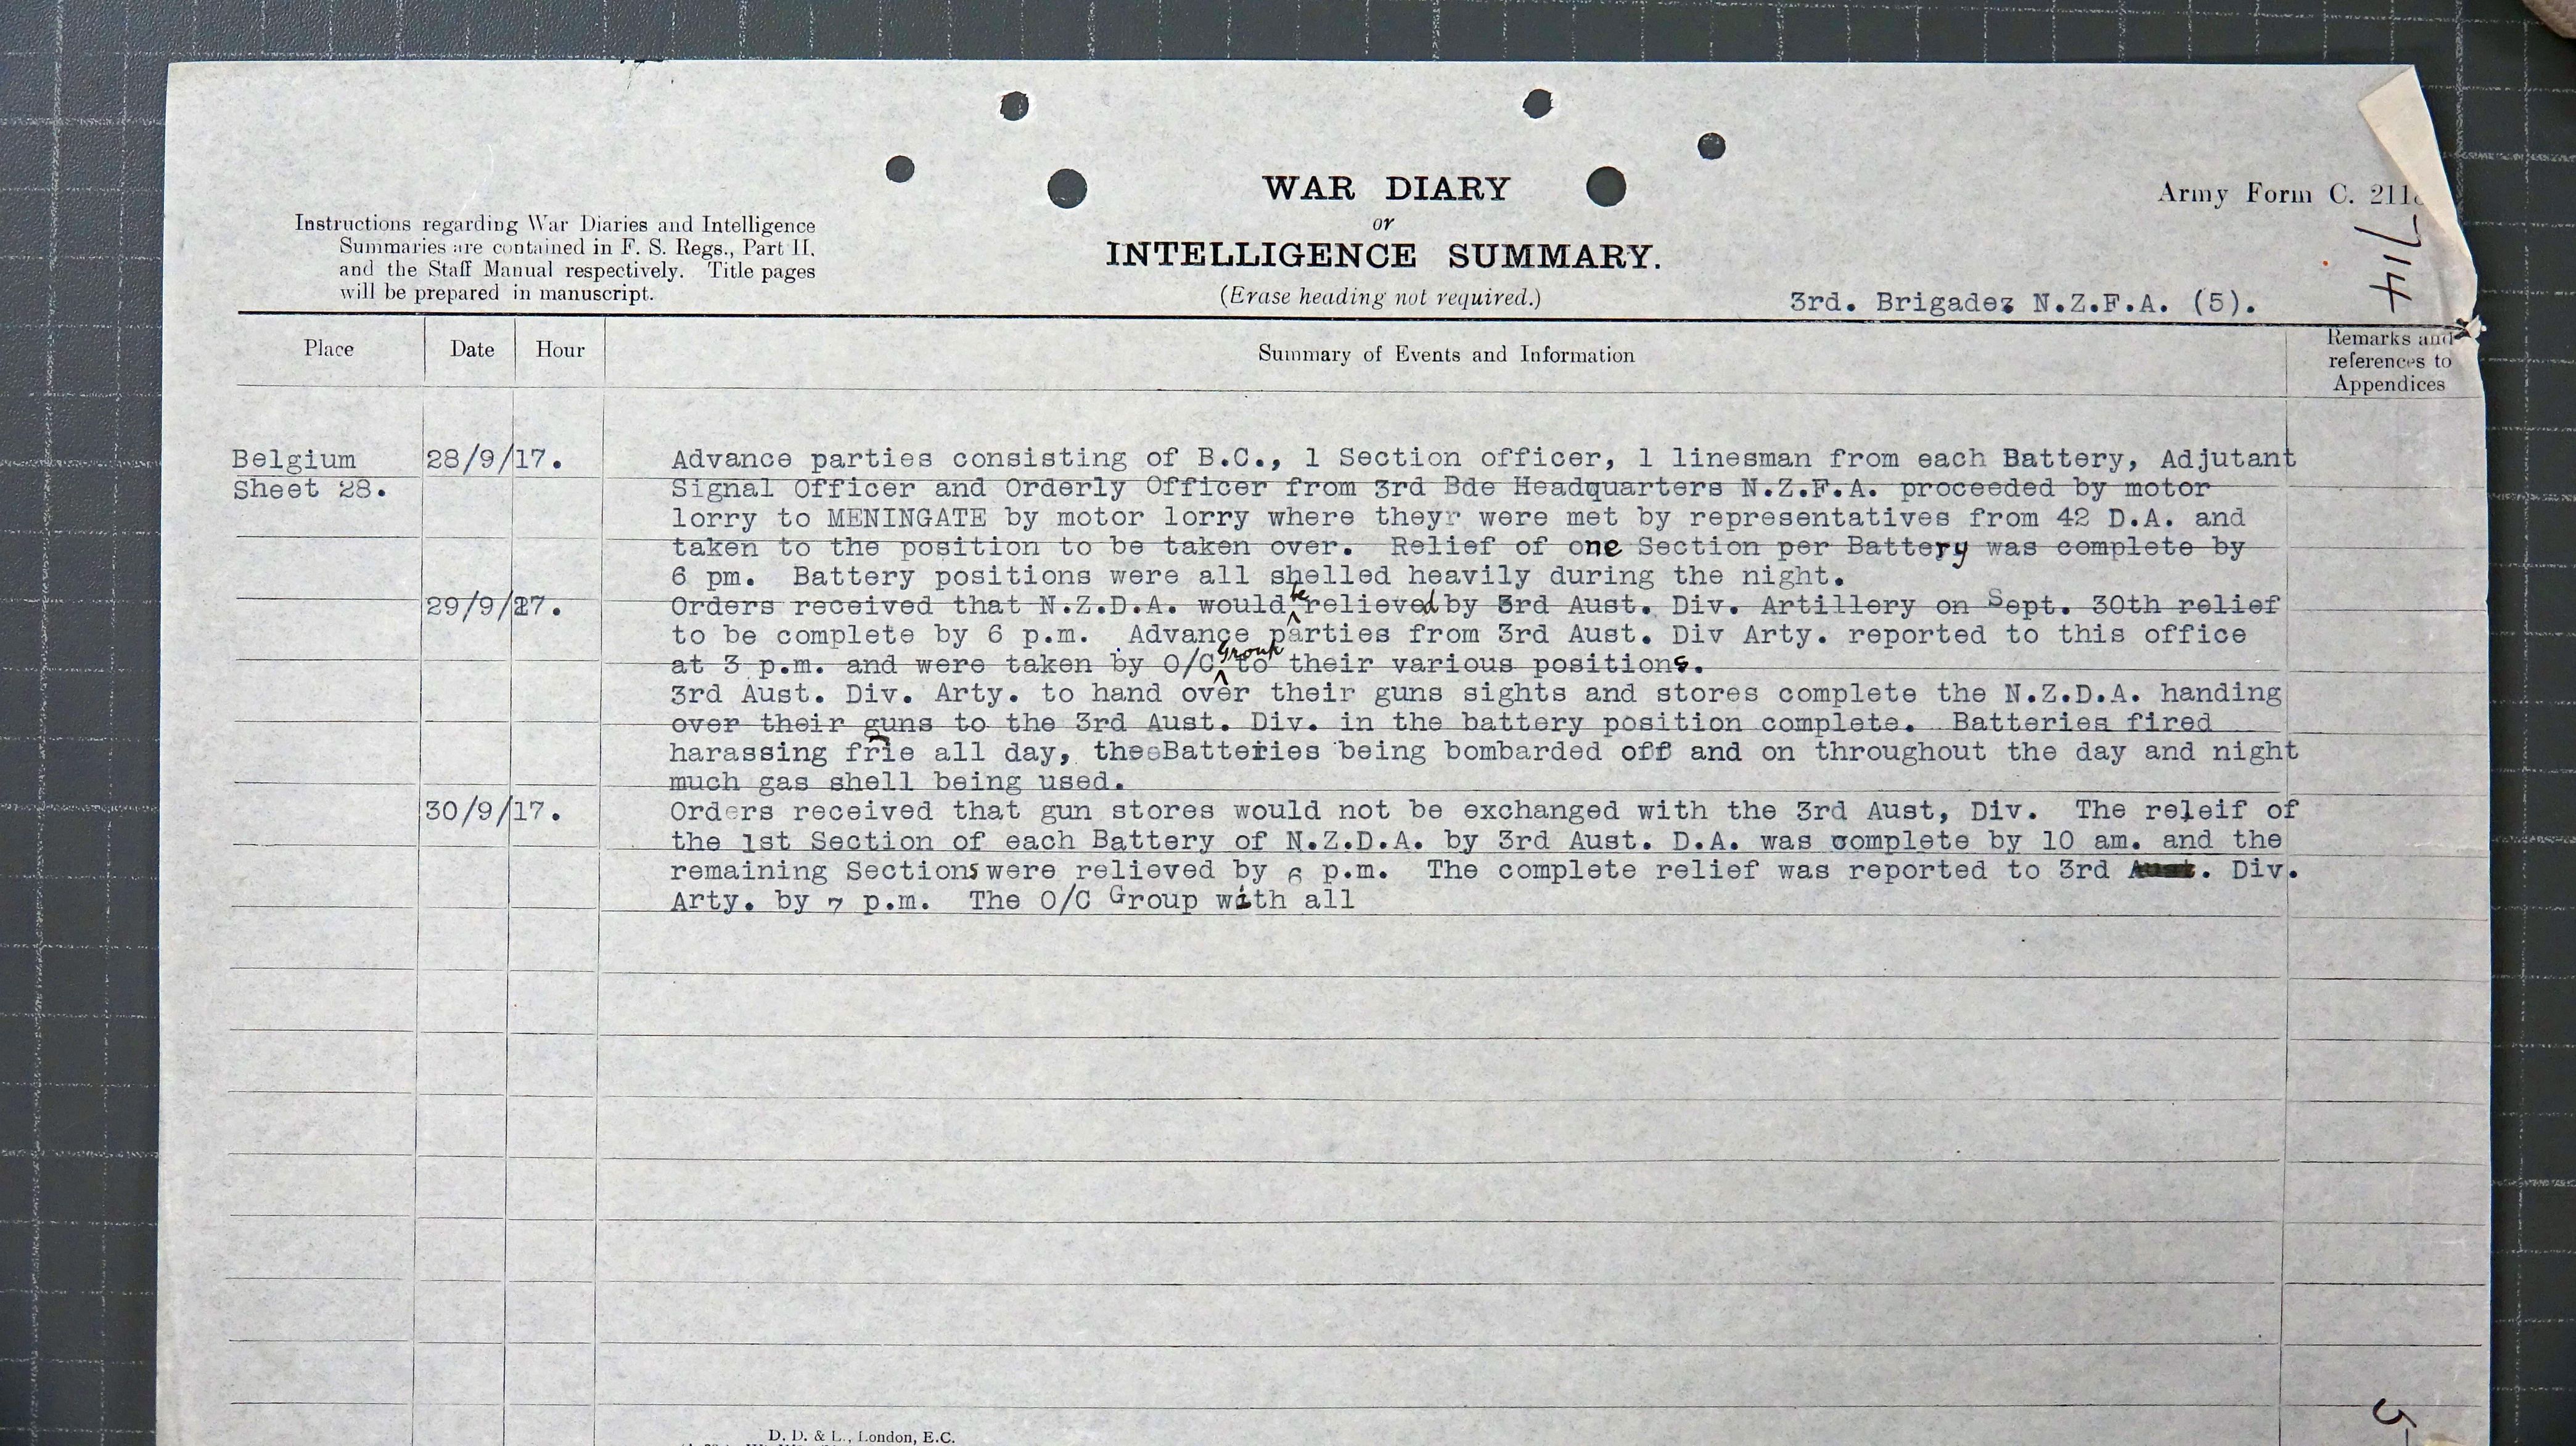 WAR DIARY
or
INTELLIGENCE SUMMARY.
(Erase heading not required.)
Army Form C. 211
714
Instructions regarding War Diaries and Intelligence
Summaries are contained in F. S. Regs., Part II.
and the Staff Manual respectively. Title pages
will be prepared in manuscript.
3rd. Brigade N.Z.F.A. (5).
Place Date Hour Summary of Events and Information Remarks and
references to
Appendices
Belgium 28/9/17. Advance parties consisting of B.C., 1 Section officer, 1 linesman from each Battery, Adjutant
Sheet 28. Signal Officer and Orderly Officer from 3rd Bde Headquarters N.Z.F.A. proceeded by motor
lorry to MENINGATE by motor lorry where theyr were met by representatives from 42 D.A. and
taken to the position to be taken over. Relief of one Section per Battery was complete by
6 pm. Battery positions were all shelled heavily during the night.
29/9/17. Orders received that N.Z.D.A. would be relieved by 3rd Aust. Div. Artillery on Sept. 30th relief
to be complete by 6 p.m. Advance parties from 3rd Aust. Div Arty. reported to this office
at 3 p.m. and were taken by O/C Group to their various positions.
3rd Aust. Div. Arty. to hand over their guns sights and stores complete the N.Z.D.A. handing
over their guns to the 3rd Aust. Div. in the battery position complete. Batteries fired
harassing frie all day, the Batteries being bombarded off and on throughout the day and night
much gas shell being used.
30/9/17. Orders received that gun stores would not be exchanged with the 3rd Aust, Div. The releif of
the 1st Section of each Battery of N.Z.D.A. by 3rd Aust. D.A. was complete by 10 am. and the
remaining Sections were relieved by 6 p.m. The complete relief was reported to 3rd Aust. Div.
Arty. by 7 p.m. The O/C Group with all
D. D. & L., London, E.C.
5